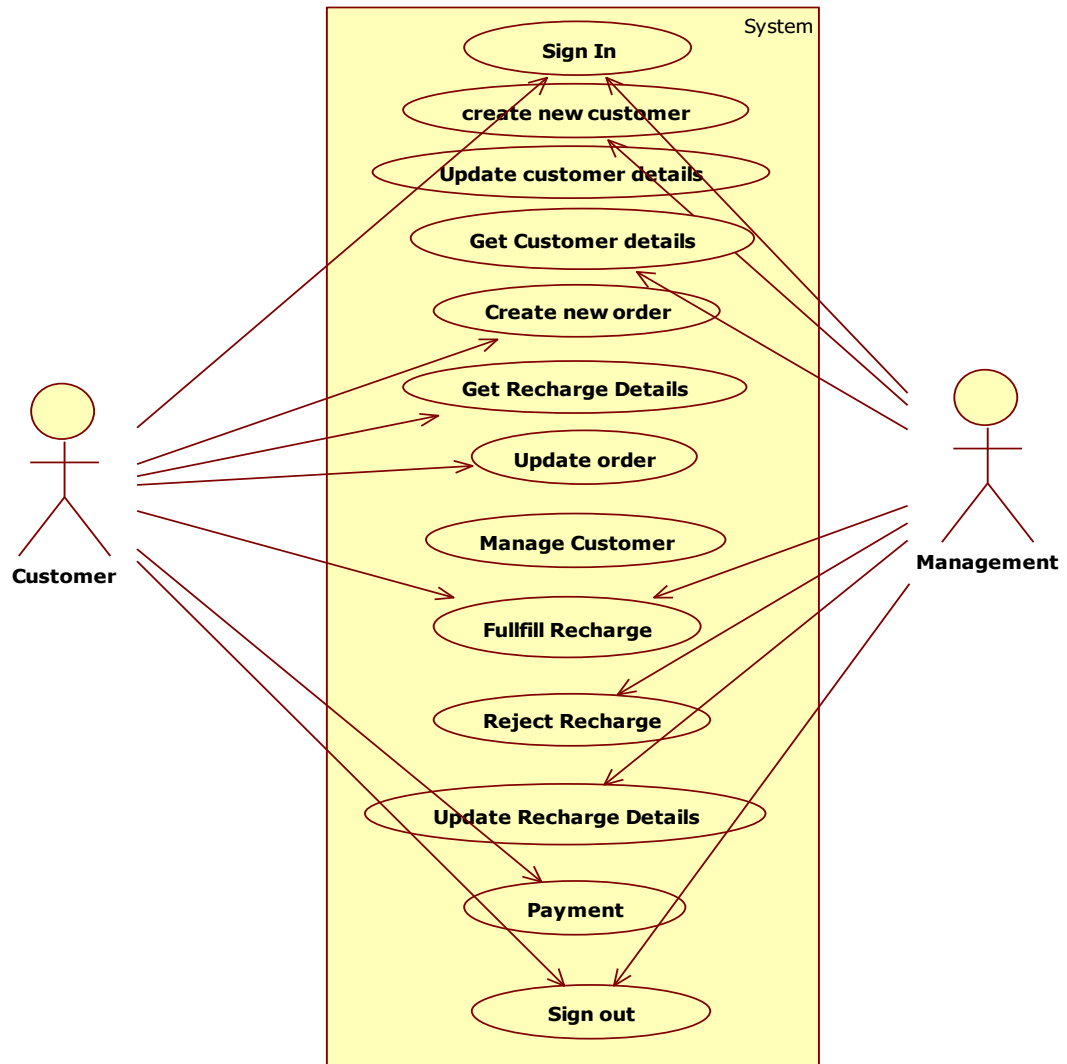 System
Sign In
create new customer
Update customer details
Get Customer details
Create new order
Get Recharge Details
Update order
Manage Customer
Customer
Management
Fullfill Recharge
Reject Recharge
Update Recharge Details
Payment
Sign out